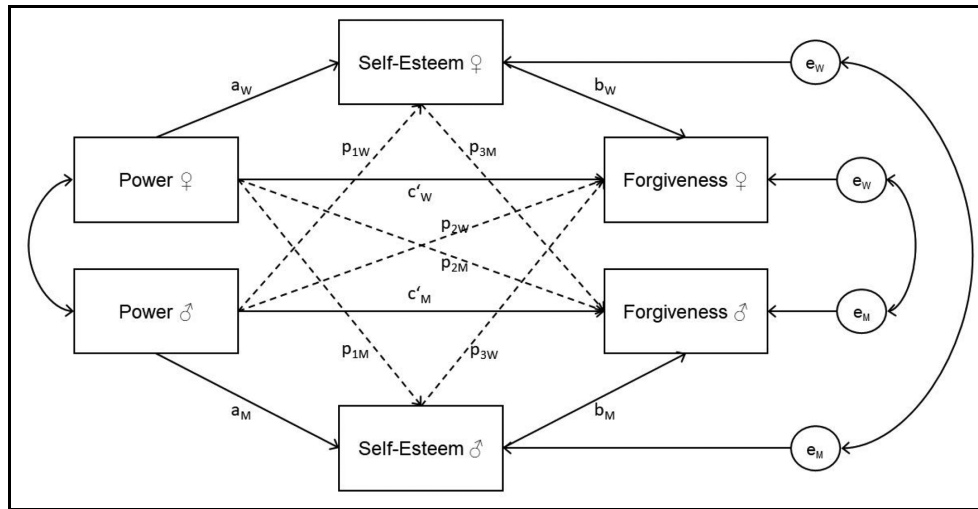 Self-Esteem ♀
e_W
a_W
b_W
p_1W
p_3M
Power ♀
Forgiveness ♀
e_W
c‘_W
p_2W
p_2M
c‘_M
Power ♂
Forgiveness ♂
e_M
p_1M
p_3W
a_M
b_M
Self-Esteem ♂
e_M